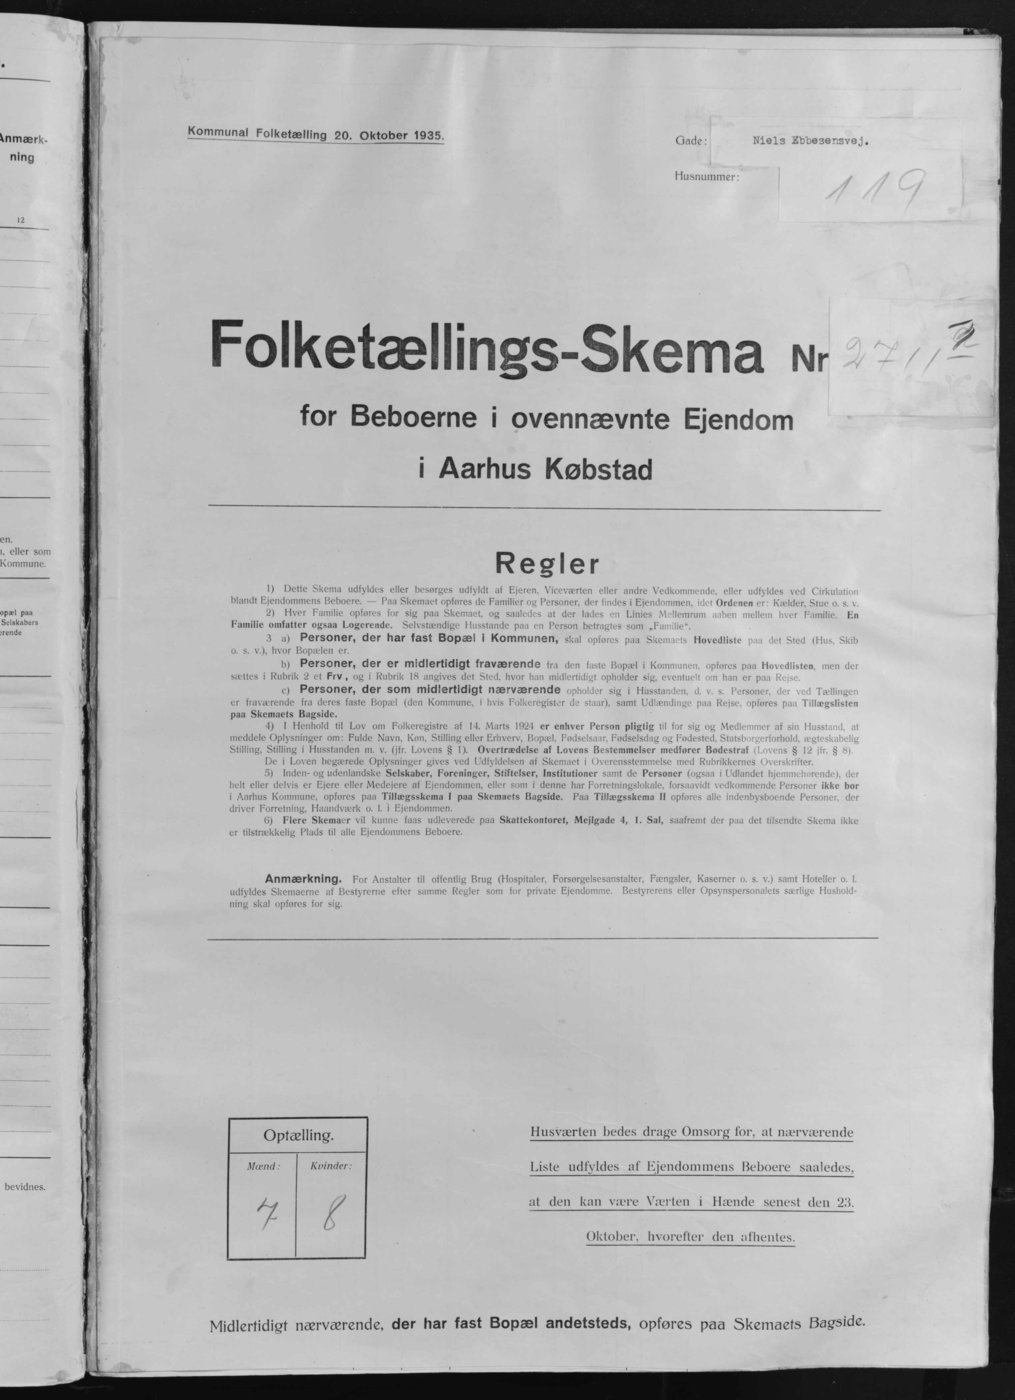 Anmærk-
ning
12
en.
, eller som
Kommune.
opæl paa
Selskabers
erende
bevidnes.
Kommunal Folketælling 20. Oktober 1935.
Gade: Niels Ebbesensvej.
Husnummer: 119
Folketællings-Skema Nr 2711
for Beboerne i ovennævnte Ejendom
i Aarhus Købstad
Regler
1) Dette Skema udfyldes eller besørges udfyldt af Ejeren, Viceværten eller andre Vedkommende, eller udfyldes ved Cirkulation
blandt Ejendommens Beboere. — Paa Skemaet opføres de Familier og Personer, der findes i Ejendommen, idet Ordenen er: Kælder, Stue o. s. v.
2) Hver Familie opføres for sig paa Skemaet, og saaledes at der lades en Linies Mellemrum aaben mellem hver Familie. En
Familie omfatter ogsaa Logerende. Selvstændige Husstande paa en Person betragtes som „Familie“.
3 a) Personer, der har fast Bopæl i Kommunen, skal opføres paa Skemaets Hovedliste paa det Sted (Hus, Skib
o. s. v.), hvor Bopælen er.
b) Personer, der er midlertidigt fraværende fra den faste Bopæl i Kommunen, opføres paa Hovedlisten, men der
sættes i Rubrik 2 et Frv., og i Rubrik 18 angives det Sted, hvor han midlertidigt opholder sig, eventuelt om han er paa Rejse.
c) Personer, der som midlertidigt nærværende opholder sig i Husstanden, d. v. s. Personer, der ved Tællingen
er fraværende fra deres faste Bopæl (den Kommune, i hvis Folkeregister de staar), samt Udlændinge paa Rejse, opføres paa Tillægslisten
paa Skemaets Bagside.
4) I Henhold til Lov om Folkeregistre af 14. Marts 1924 er enhver Person pligtig til for sig og Medlemmer af sin Husstand, at
meddele Oplysninger om: Fulde Navn, Køn, Stilling eller Erhverv, Bopæl, Fødselsaar, Fødselsdag og Fødested, Statsborgerforhold, ægteskabelig
Stilling, Stilling i Husstanden m. v. (jfr. Lovens § 1). Overtrædelse af Lovens Bestemmelser medfører Bødestraf (Lovens § 12 jfr. § 8).
De i Loven begærede Oplysninger gives ved Udfyldelsen af Skemaet i Overensstemmelse med Rubrikkernes Overskrifter.
5) Inden- og udenlandske Selskaber, Foreninger, Stiftelser, Institutioner samt de Personer (ogsaa i Udlandet hjemmehørende), der
helt eller delvis er Ejere eller Medejere af Ejendommen, eller som i denne har Forretningslokale, forsaavidt vedkommende Personer ikke bor
i Aarhus Kommune, opføres paa Tillægsskema I paa Skemaets Bagside. Paa Tillægsskema II opføres alle indenbysboende Personer, der
driver Forretning, Haandværk o. l. i Ejendommen.
6) Flere Skemaer vil kunne faas udleverede paa Skattekontoret, Mejlgade 4, 1. Sal, saafremt der paa det tilsendte Skema ikke
er tilstrækkelig Plads til alle Ejendommens Beboere.
Anmærkning. For Anstalter til offentlig Brug (Hospitaler, Forsørgelsesanstalter, Fængsler, Kaserner o. s. v.) samt Hoteller o. l.
udfyldes Skemaerne af Bestyrerne efter samme Regler som for private Ejendomme. Bestyrerens eller Opsynspersonalets særlige Hushold-
ning skal opføres for sig.
Optælling.
Mænd: Kvinder:
7 8
Husværten bedes drage Omsorg for, at nærværende
Liste udfyldes af Ejendommens Beboere saaledes,
at den kan være Værten i Hænde senest den 23.
Oktober, hvorefter den afhentes.
Midlertidigt nærværende, der har fast Bopæl andetsteds, opføres paa Skemaets Bagside.